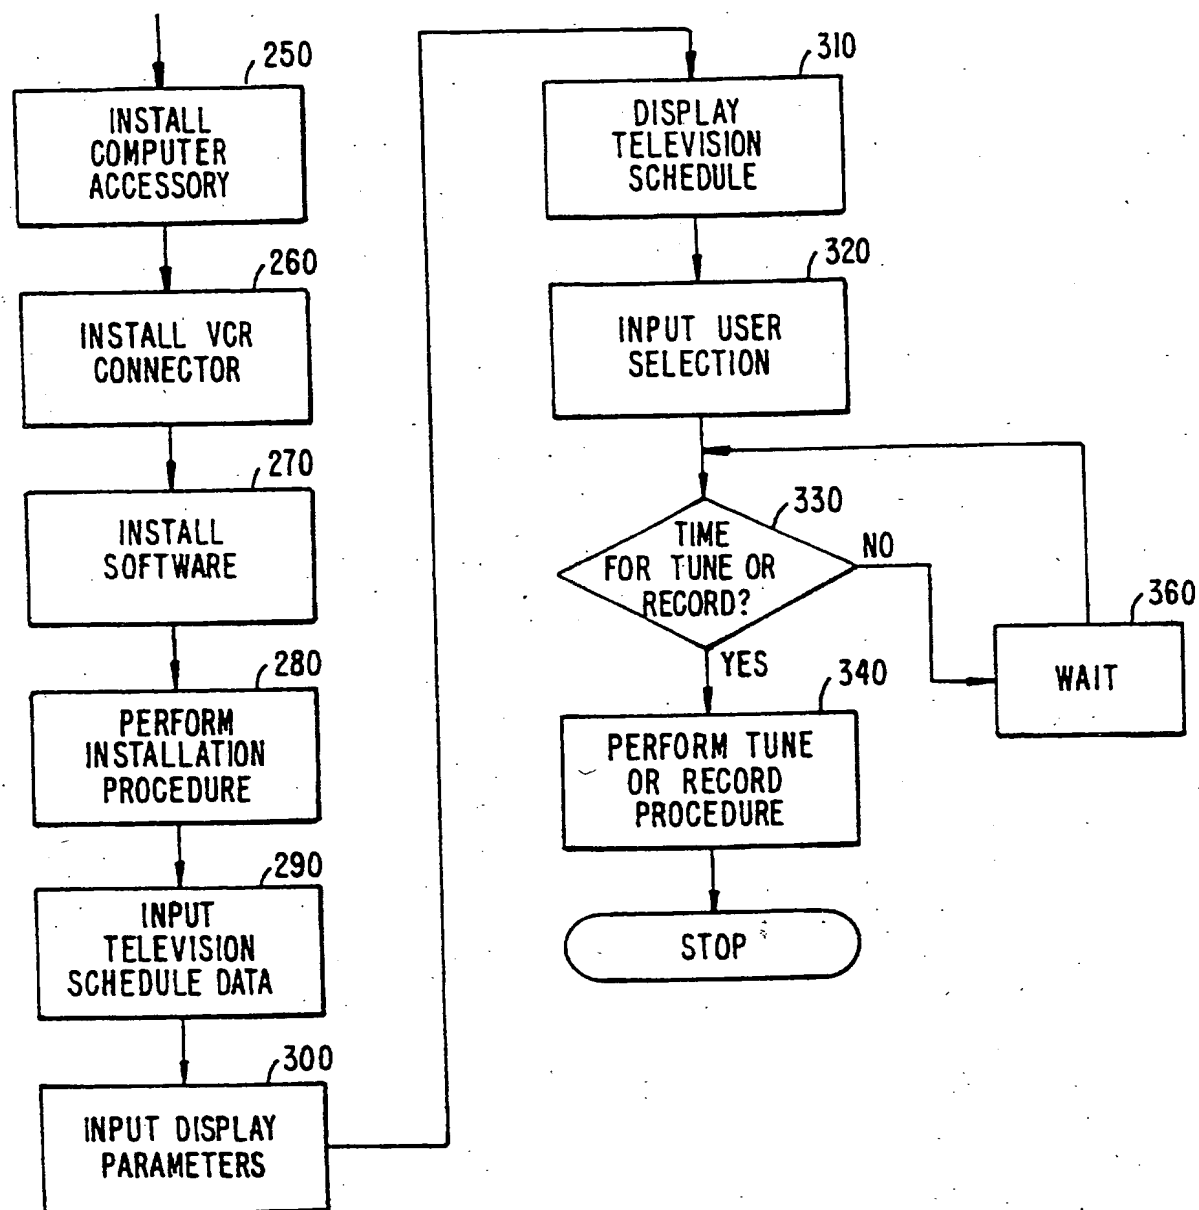 250
INSTALL
COMPUTER
ACCESSORY
260
INSTALL VCR
CONNECTOR
270
INSTALL
SOFTWARE
280
PERFORM
INSTALLATION
PROCEDURE
290
INPUT
TELEVISION
SCHEDULE DATA
300
INPUT DISPLAY
PARAMETERS
310
DISPLAY
TELEVISION
SCHEDULE
320
INPUT USER
SELECTION
330
TIME
FOR TUNE OR
RECORD?
NO
YES
360
WAIT
340
PERFORM TUNE
OR RECORD
PROCEDURE
STOP